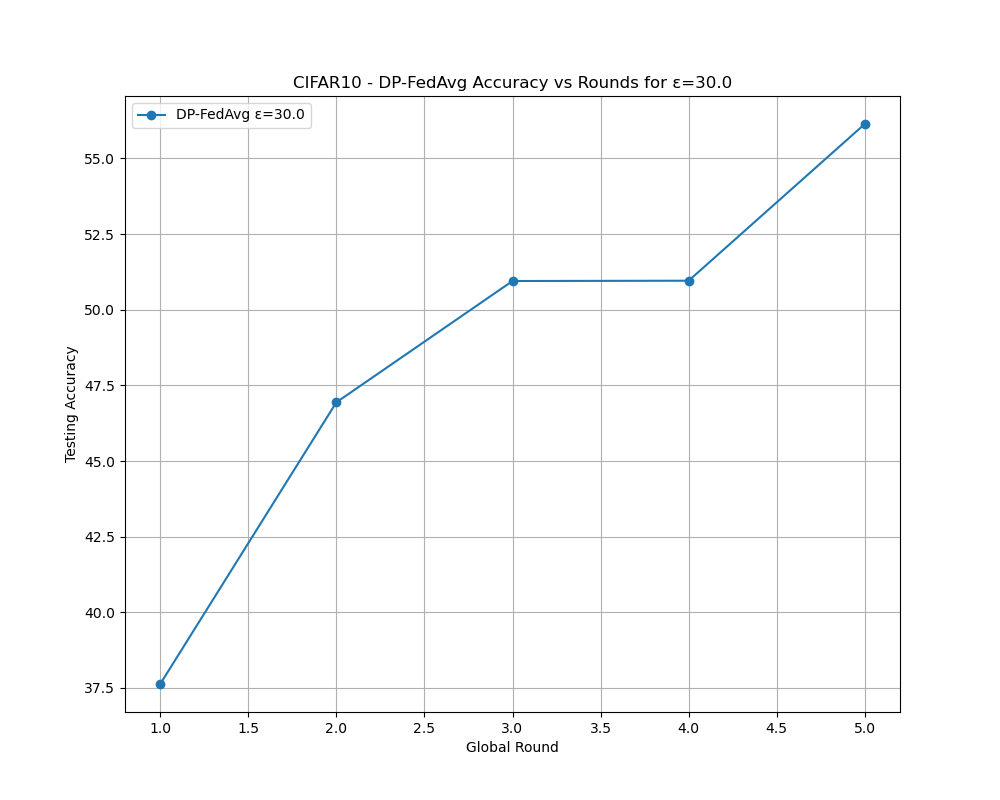 CIFAR10 - DP-FedAvg Accuracy vs Rounds for ε=30.0
DP-FedAvg ε=30.0
55.0
52.5
50.0
47.5
45.0
42.5
40.0
37.5
Testing Accuracy
1.0 1.5 2.0 2.5 3.0 3.5 4.0 4.5 5.0
Global Round